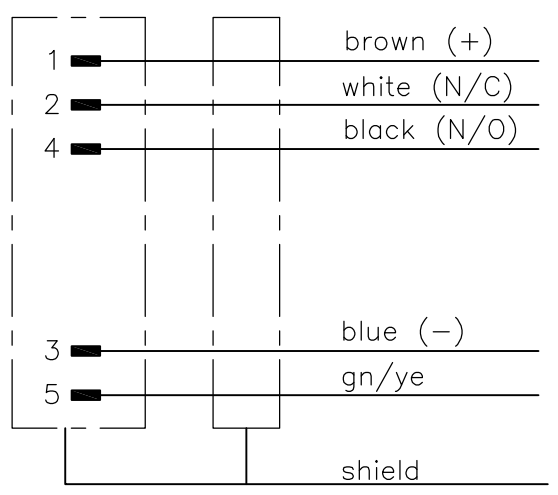 1 brown (+)
2 white (N/C)
4 black (N/O)
3 blue (−)
5 gn/ye
shield